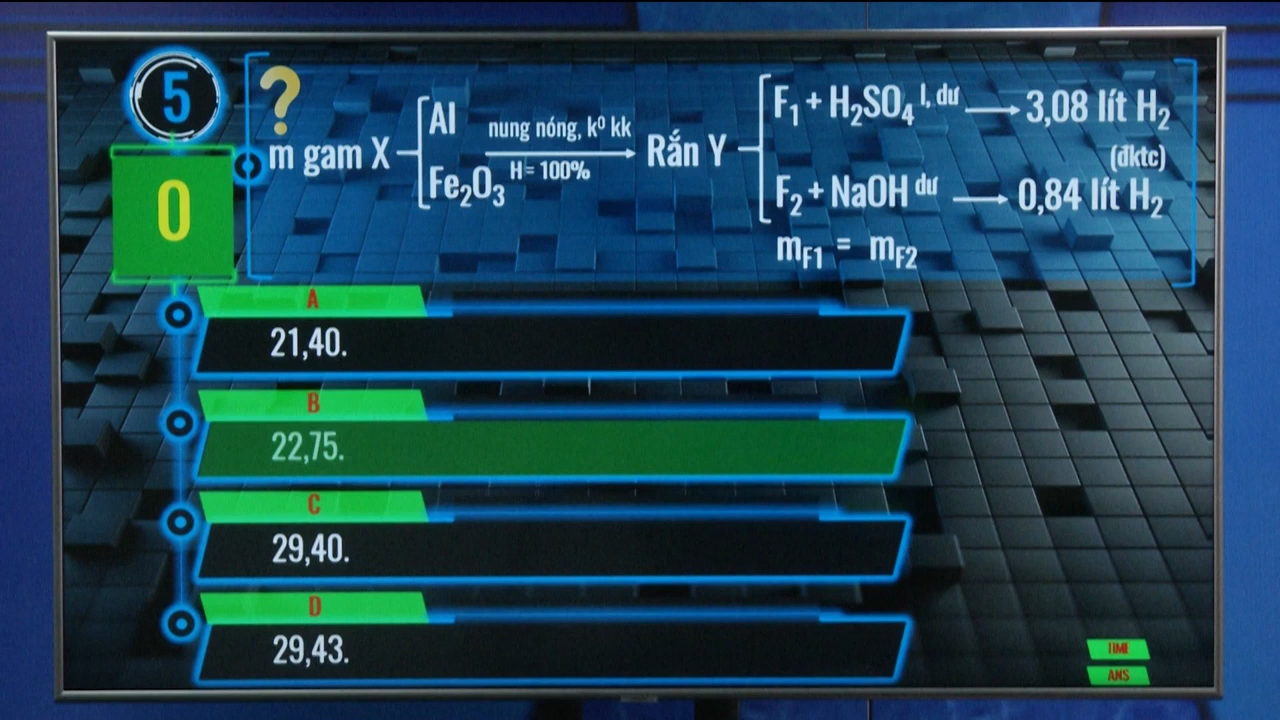 5
0
?
m gam X
Al
Fe₂O₃
nung nóng, k⁰ kk
H= 100%
Rắn Y
F₁ + H₂SO₄ l, dư → 3,08 lít H₂
(đktc)
F₂ + NaOH dư → 0,84 lít H₂
mF1 = mF2
A
21,40.
B
22,75.
C
29,40.
D
29,43.
TIME
ANS